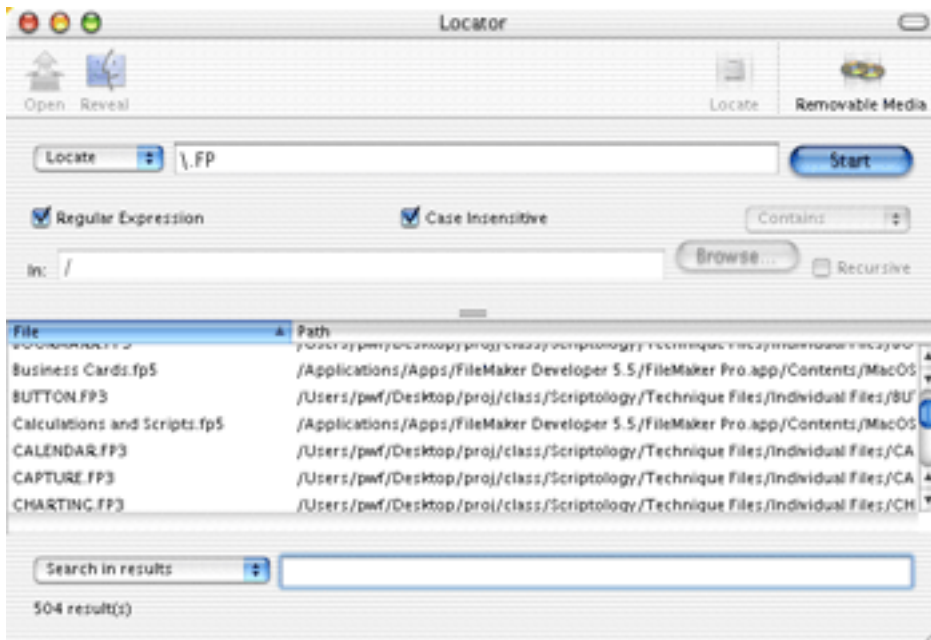 Locator
Open Reveal Locate Removable Media
Locate \.FP Start
Regular Expression Case Insensitive Contains
In: / Browse... Recursive
File Path
Business Cards.fp5 /Applications/Apps/FileMaker Developer 5.5/FileMaker Pro.app/Contents/MacOS
BUTTON.FP3 /Users/pwf/Desktop/proj/class/Scriptology/Technique Files/Individual Files/BUT
Calculations and Scripts.fp5 /Applications/Apps/FileMaker Developer 5.5/FileMaker Pro.app/Contents/MacOS
CALENDAR.FP3 /Users/pwf/Desktop/proj/class/Scriptology/Technique Files/Individual Files/CA
CAPTURE.FP3 /Users/pwf/Desktop/proj/class/Scriptology/Technique Files/Individual Files/CA
CHARTING.FP3 /Users/pwf/Desktop/proj/class/Scriptology/Technique Files/Individual Files/CH
Search in results
504 result(s)